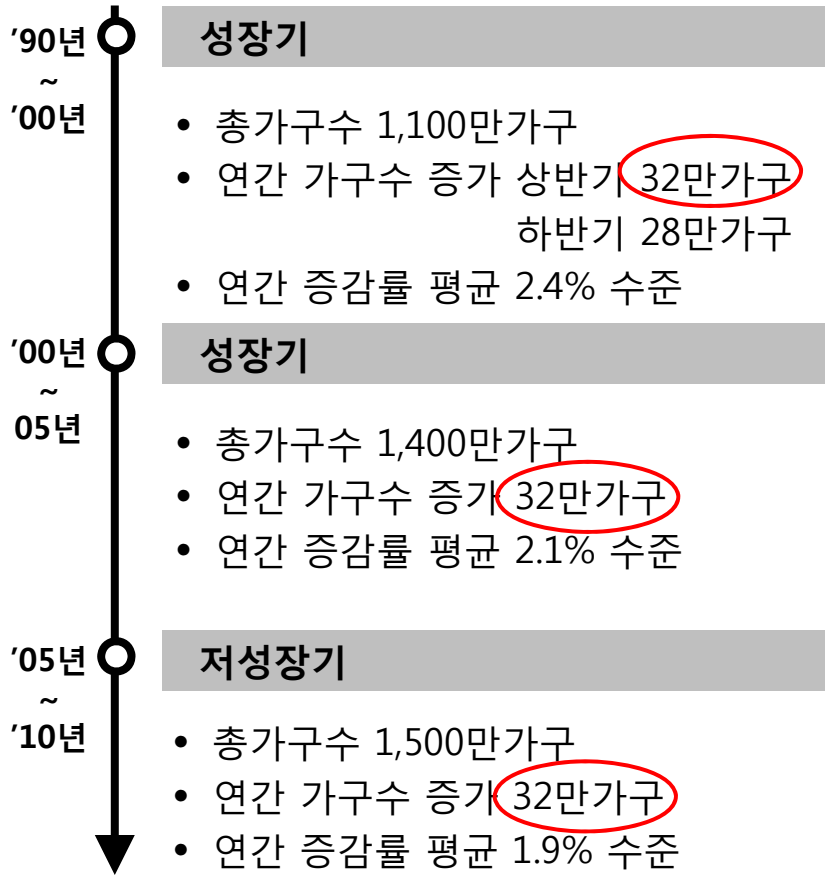 ’90년
~
’00년
성장기
• 총가구수 1,100만가구
• 연간 가구수 증가 상반기 32만가구
하반기 28만가구
• 연간 증감률 평균 2.4% 수준
’00년
~
05년
성장기
• 총가구수 1,400만가구
• 연간 가구수 증가 32만가구
• 연간 증감률 평균 2.1% 수준
’05년
~
’10년
저성장기
• 총가구수 1,500만가구
• 연간 가구수 증가 32만가구
• 연간 증감률 평균 1.9% 수준